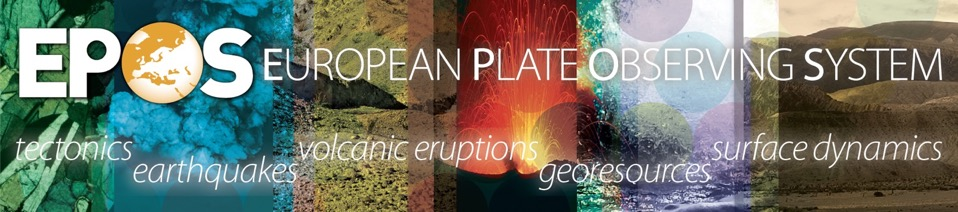 EPOS EUROPEAN PLATE OBSERVING SYSTEM
tectonics volcanic eruptions surface dynamics
earthquakes georesources